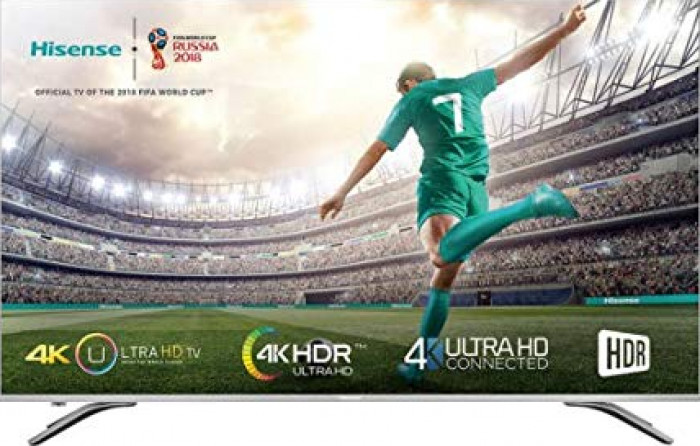 Hisense
FIFA WORLD CUP
RUSSIA
2018
OFFICIAL TV OF THE 2018 FIFA WORLD CUP™
7
Hisense
4K ULTRA HD TV
4K HDR™
ULTRA HD
4K ULTRA HD
CONNECTED
HDR